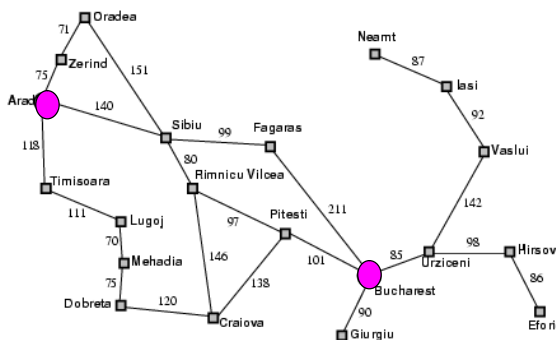 Oradea
71
Neamt
Zerind
87
75
151
Iasi
Arad
140
92
Sibiu
99
Fagaras
118
Vaslui
80
Timisoara
Rimnicu Vilcea
111
211
142
Lugoj
97
Pitesti
70
98
Hirsov
146
85
Mehadia
101
Urziceni
75
138
86
Bucharest
120
90
Dobreta
Craiova
Eforie
Giurgiu